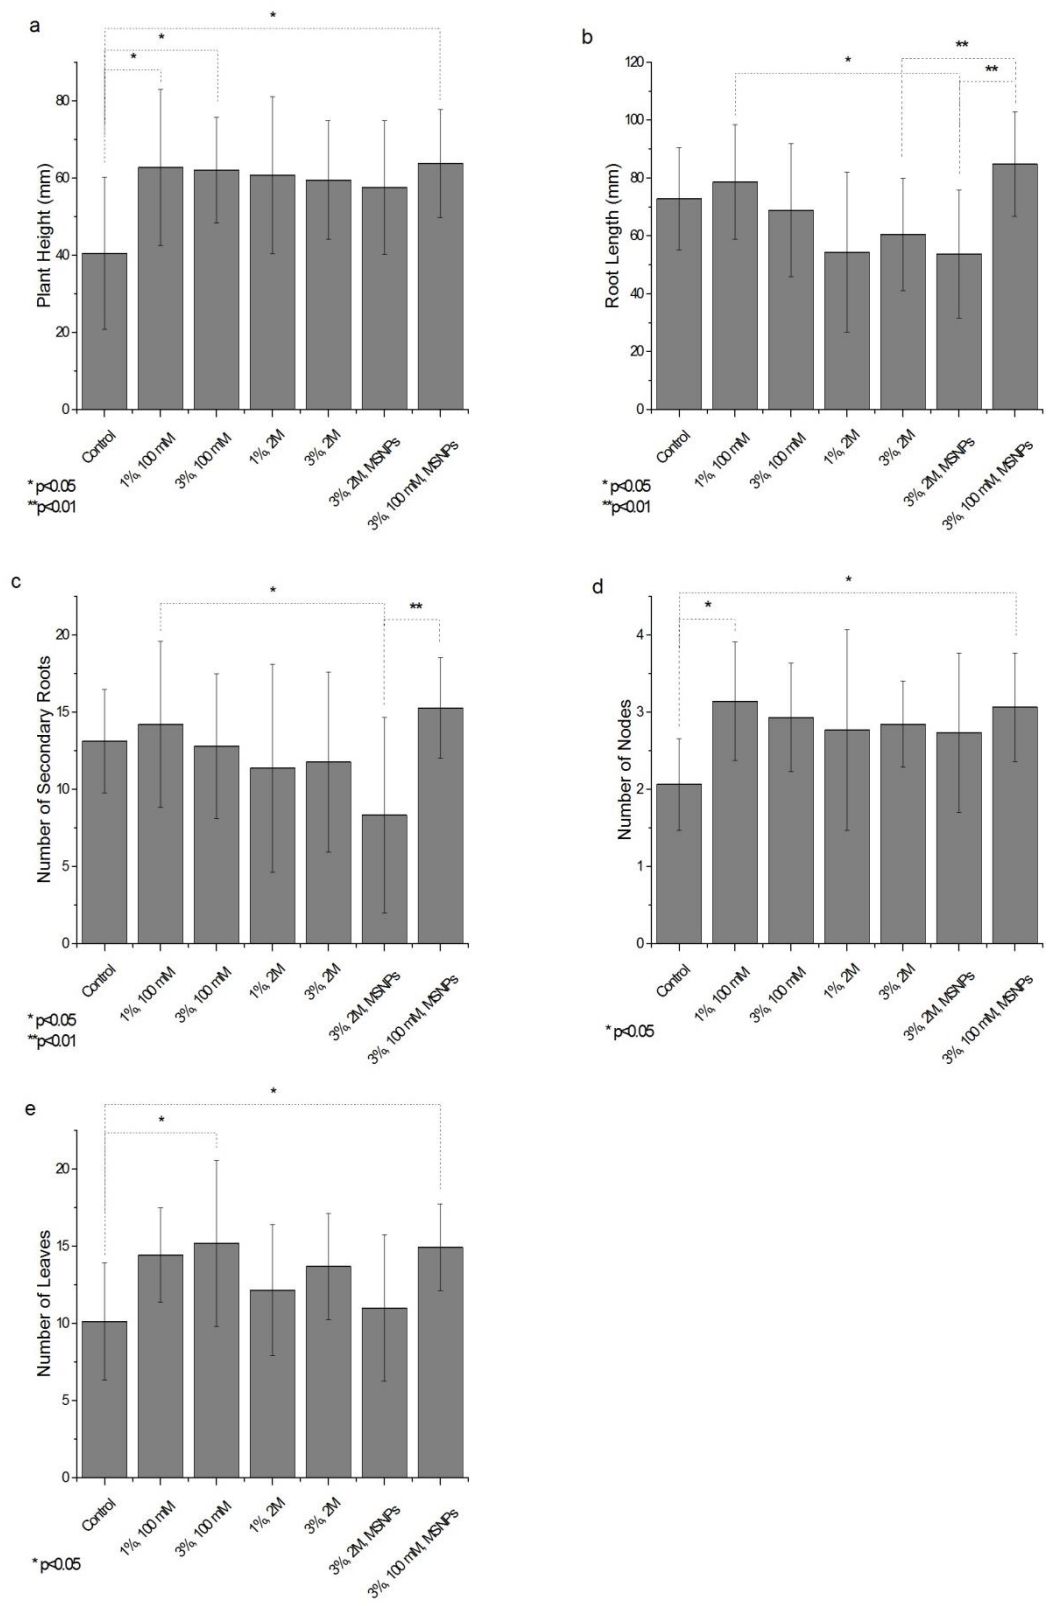 a
*
*
*
Plant Height (mm)
80
60
40
20
0
Control
1%, 100 mM
3%, 100 mM
1%, 2M
3%, 2M
3%, 2M, MSNPs
3%, 100 mM, MSNPs
* p<0.05
**p<0.01
b
**
*
**
Root Length (mm)
120
100
80
60
40
20
0
Control
1%, 100 mM
3%, 100 mM
1%, 2M
3%, 2M
3%, 2M, MSNPs
3%, 100 mM, MSNPs
* p<0.05
**p<0.01
c
*
**
Number of Secondary Roots
20
15
10
5
0
Control
1%, 100 mM
3%, 100 mM
1%, 2M
3%, 2M
3%, 2M, MSNPs
3%, 100 mM, MSNPs
* p<0.05
**p<0.01
d
*
*
Number of Nodes
4
3
2
1
0
Control
1%, 100 mM
3%, 100 mM
1%, 2M
3%, 2M
3%, 2M, MSNPs
3%, 100 mM, MSNPs
* p<0.05
e
*
*
Number of Leaves
20
15
10
5
0
Control
1%, 100 mM
3%, 100 mM
1%, 2M
3%, 2M
3%, 2M, MSNPs
3%, 100 mM, MSNPs
* p<0.05